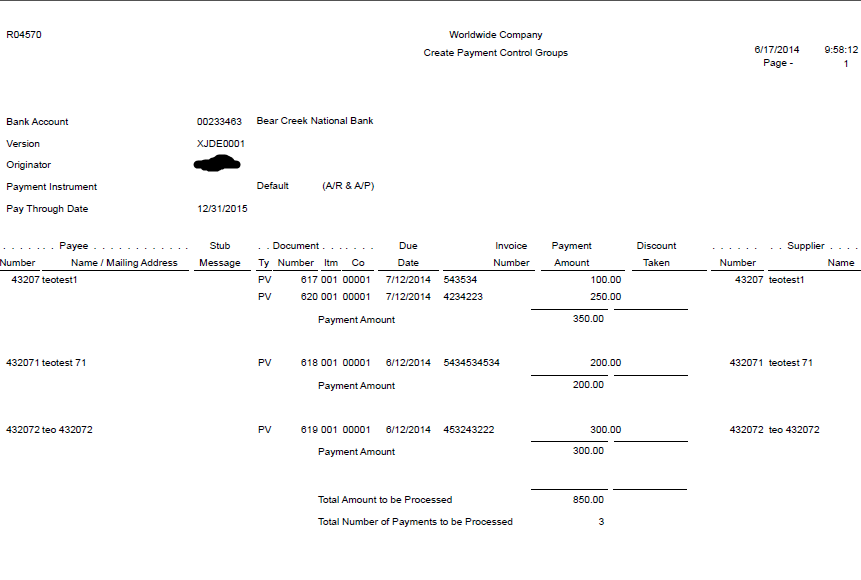 R04570 Worldwide Company
Create Payment Control Groups 6/17/2014 9:58:12
Page - 1
Bank Account 00233463 Bear Creek National Bank
Version XJDE0001
Originator
Payment Instrument Default (A/R & A/P)
Pay Through Date 12/31/2015
. . . . . . . Payee . . . . . . . . . . . . Stub . . Document . . . . . . . Due Invoice Payment Discount . . . . . . . . Supplier . . . .
Number Name / Mailing Address Message Ty Number Itm Co Date Number Amount Taken Number Name
43207 teotest1 PV 617 001 00001 7/12/2014 543534 100.00 43207 teotest1
PV 620 001 00001 7/12/2014 4234223 250.00
Payment Amount 350.00
432071 teotest 71 PV 618 001 00001 6/12/2014 5434534534 200.00 432071 teotest 71
Payment Amount 200.00
432072 teo 432072 PV 619 001 00001 6/12/2014 453243222 300.00 432072 teo 432072
Payment Amount 300.00
Total Amount to be Processed 850.00
Total Number of Payments to be Processed 3